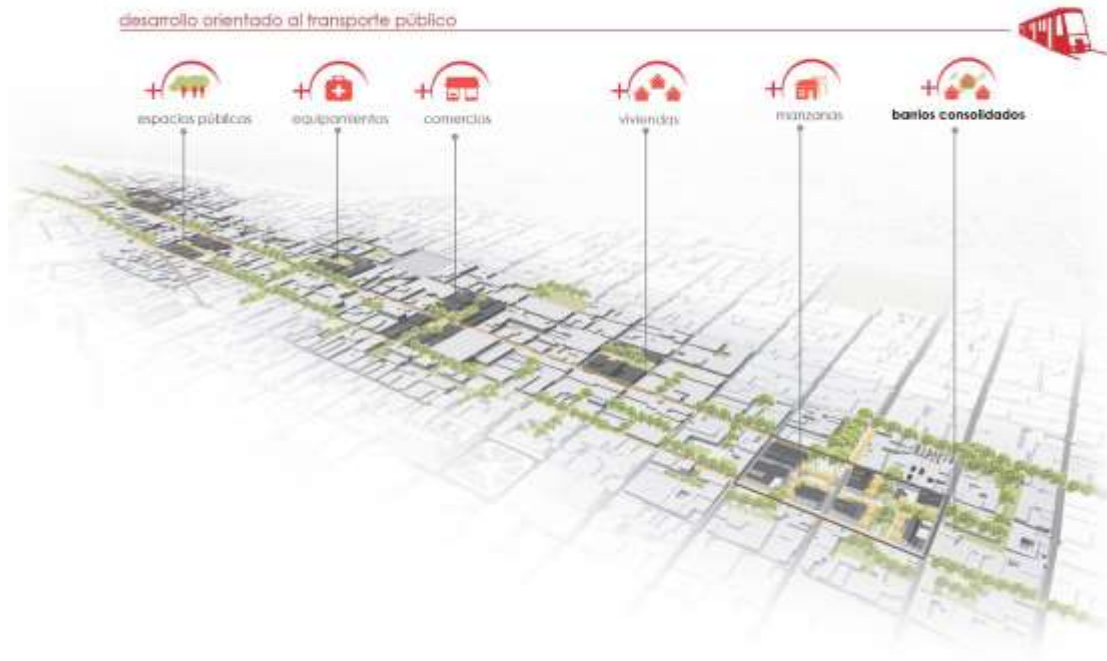 desarrollo orientado al transporte público
espacios públicos
equipamientos
comercios
viviendas
manzanas
barrios consolidados